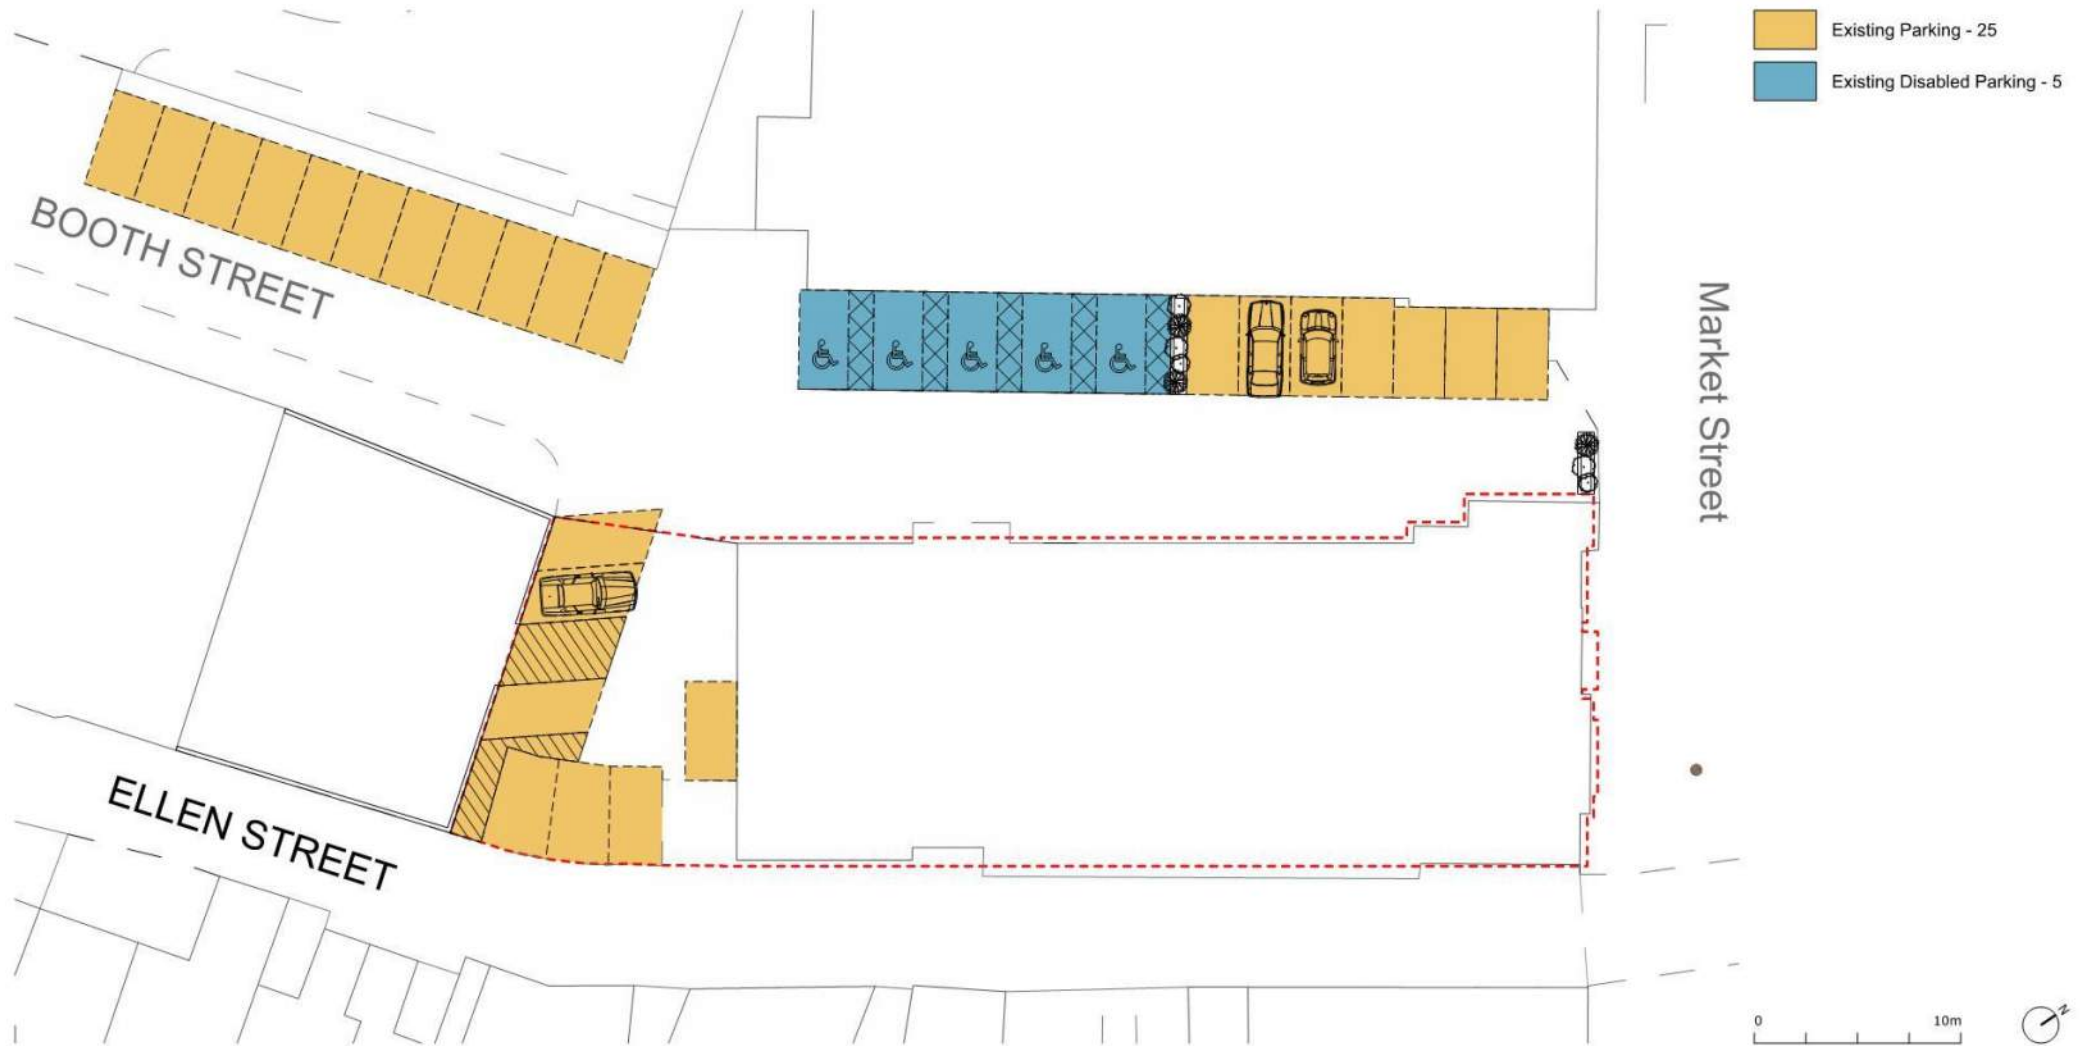 Existing Parking - 25
Existing Disabled Parking - 5
BOOTH STREET
Market Street
ELLEN STREET
0 10m
N